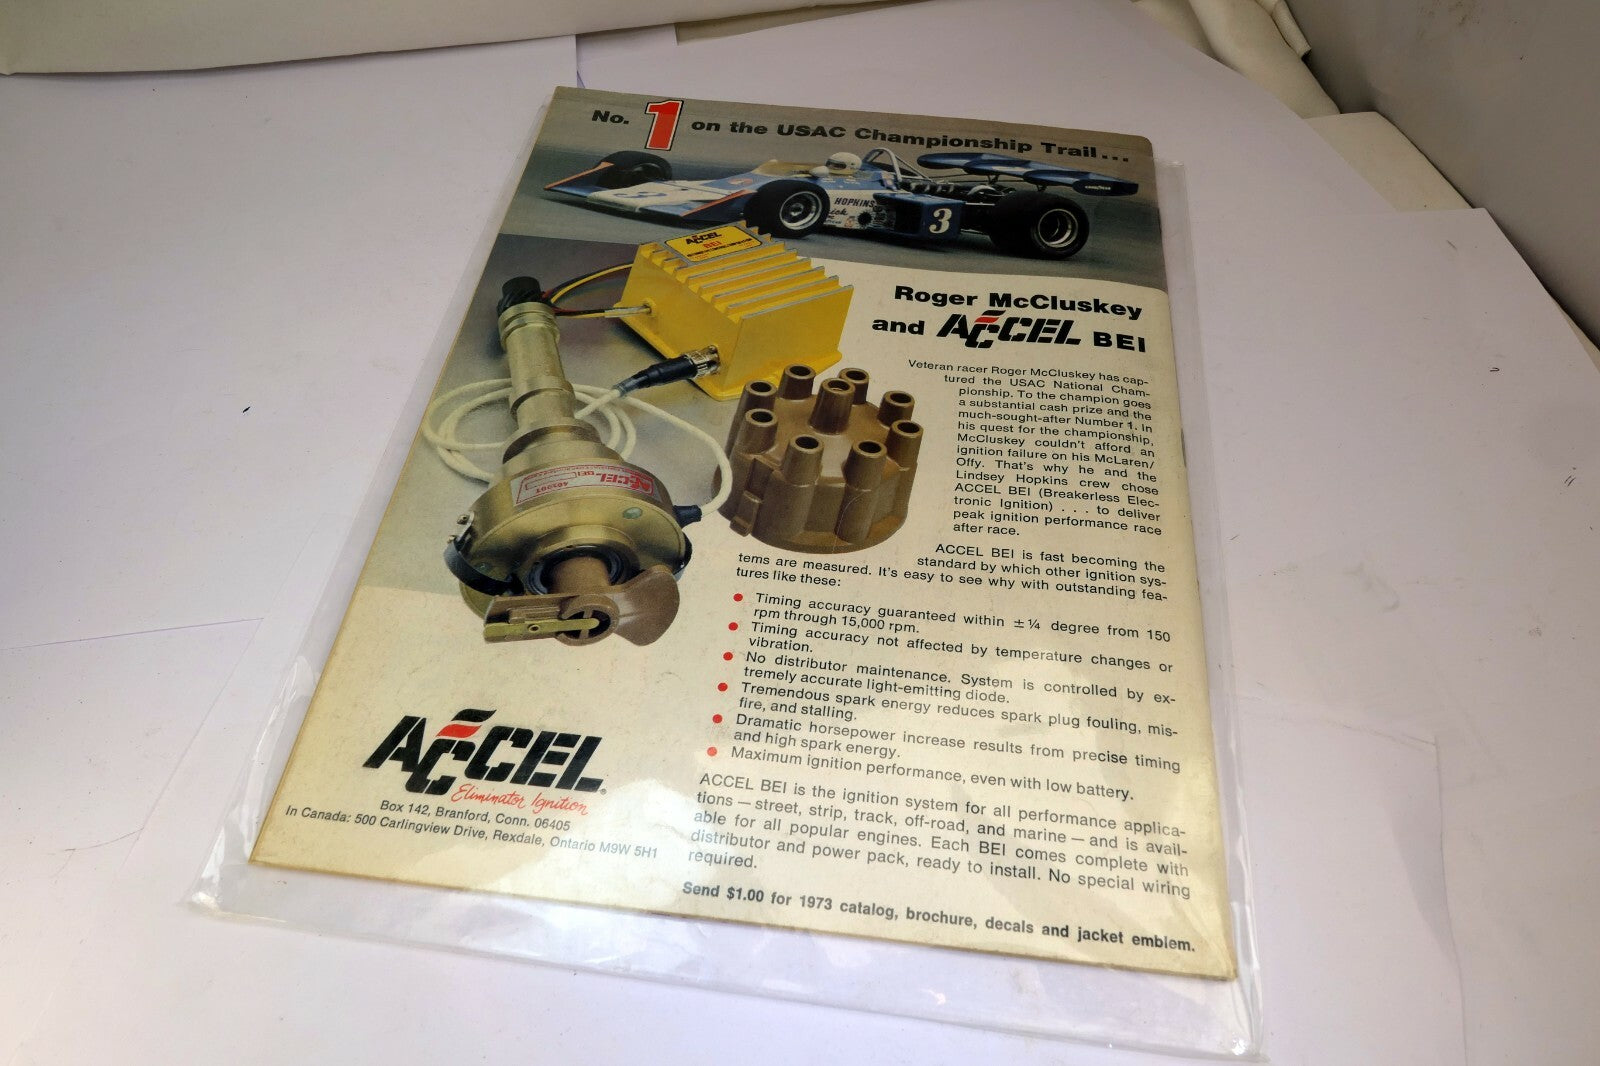 No. 1 on the USAC Championship Trail...
HOPKINS
3
GOODYEAR
ACCEL
BEI
Roger McCluskey
and ACCEL BEI
Veteran racer Roger McCluskey has cap-
tured the USAC National Cham-
pionship. To the champion goes
a substantial cash prize and the
much-sought-after Number 1. In
his quest for the championship,
McCluskey couldn't afford an
ignition failure on his McLaren/
Offy. That's why he and the
Lindsey Hopkins crew chose
ACCEL BEI (Breakerless Elec-
tronic Ignition) . . . to deliver
peak ignition performance race
after race.
ACCEL BEI
ACCEL BEI is fast becoming the
standard by which other ignition sys-
tems are measured. It's easy to see why with outstanding fea-
tures like these:
● Timing accuracy guaranteed within ±¼ degree from 150
rpm through 15,000 rpm.
● Timing accuracy not affected by temperature changes or
vibration.
● No distributor maintenance. System is controlled by ex-
tremely accurate light-emitting diode.
● Tremendous spark energy reduces spark plug fouling, mis-
fire, and stalling.
● Dramatic horsepower increase results from precise timing
and high spark energy.
● Maximum ignition performance, even with low battery.
ACCEL BEI is the ignition system for all performance applica-
tions — street, strip, track, off-road, and marine — and is avail-
able for all popular engines. Each BEI comes complete with
distributor and power pack, ready to install. No special wiring
required.
Send $1.00 for 1973 catalog, brochure, decals and jacket emblem.
ACCEL®
Eliminator Ignition
Box 142, Branford, Conn. 06405
In Canada: 500 Carlingview Drive, Rexdale, Ontario M9W 5H1